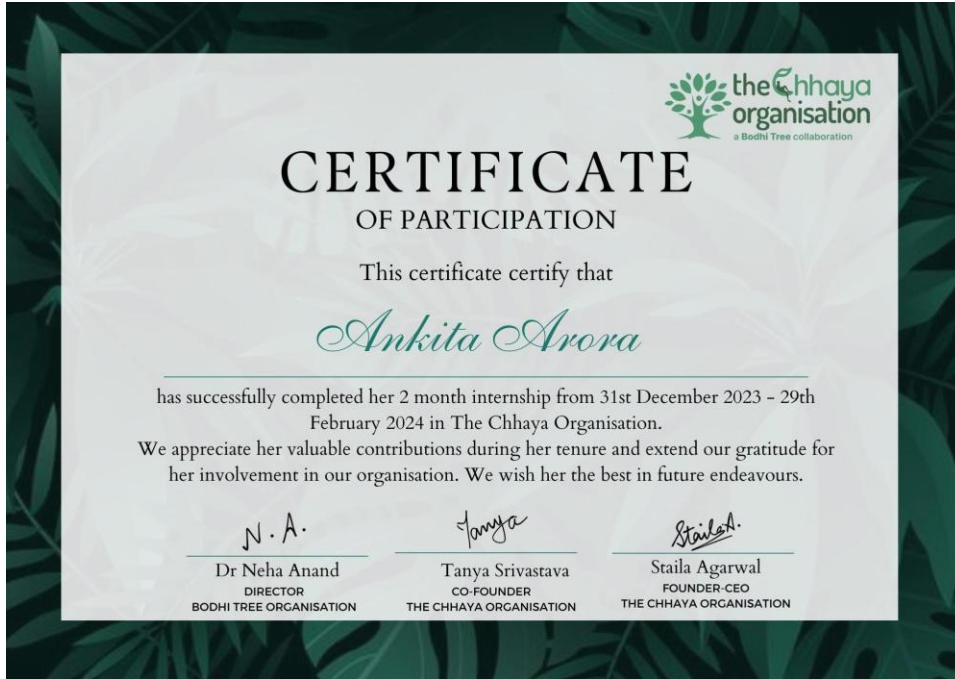 the Chhaya
organisation
a Bodhi Tree collaboration
CERTIFICATE
OF PARTICIPATION
This certificate certify that
Ankita Arora
has successfully completed her 2 month internship from 31st December 2023 - 29th
February 2024 in The Chhaya Organisation.
We appreciate her valuable contributions during her tenure and extend our gratitude for
her involvement in our organisation. We wish her the best in future endeavours.
N. A.
Tanya
StailaA.
Dr Neha Anand
DIRECTOR
BODHI TREE ORGANISATION
Tanya Srivastava
CO-FOUNDER
THE CHHAYA ORGANISATION
Staila Agarwal
FOUNDER-CEO
THE CHHAYA ORGANISATION